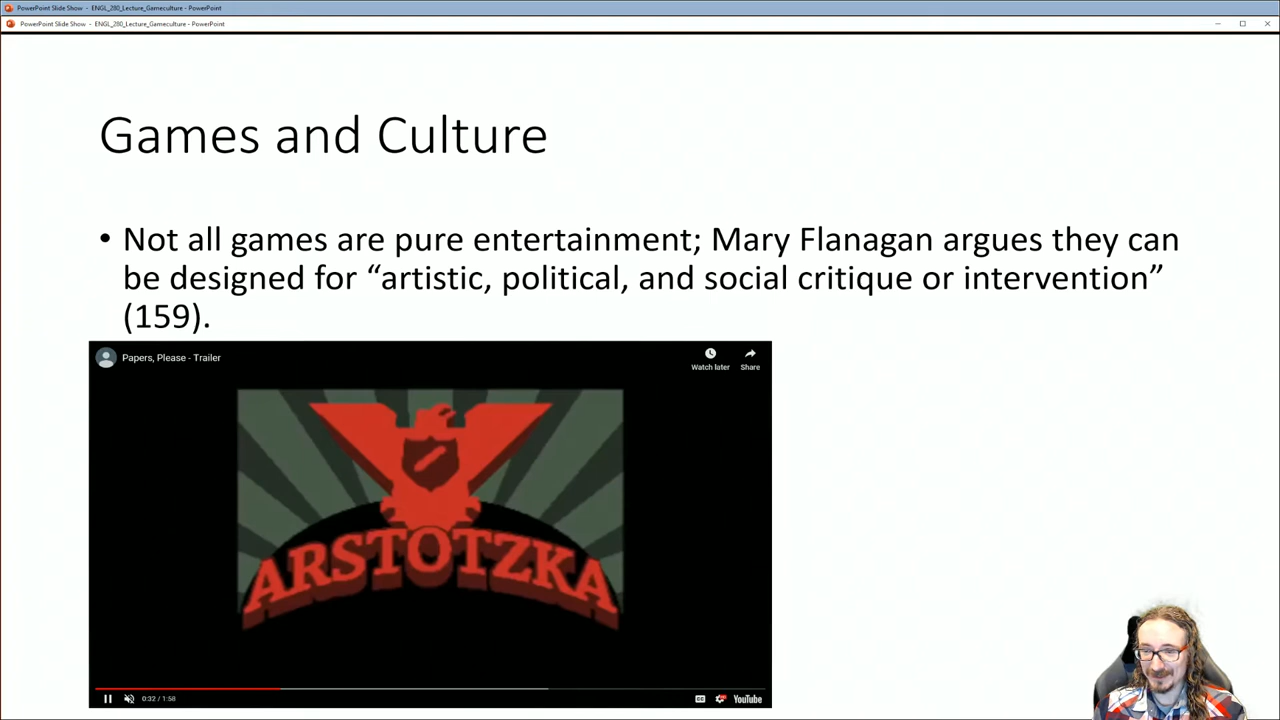 PowerPoint Slide Show - ENGL_280_Lecture_Gameculture - PowerPoint
PowerPoint Slide Show - ENGL_280_Lecture_Gameculture - PowerPoint
Games and Culture
• Not all games are pure entertainment; Mary Flanagan argues they can
be designed for “artistic, political, and social critique or intervention”
(159).
Papers, Please - Trailer
Watch later
Share
ARSTOTZKA
0:32 / 1:58
YouTube